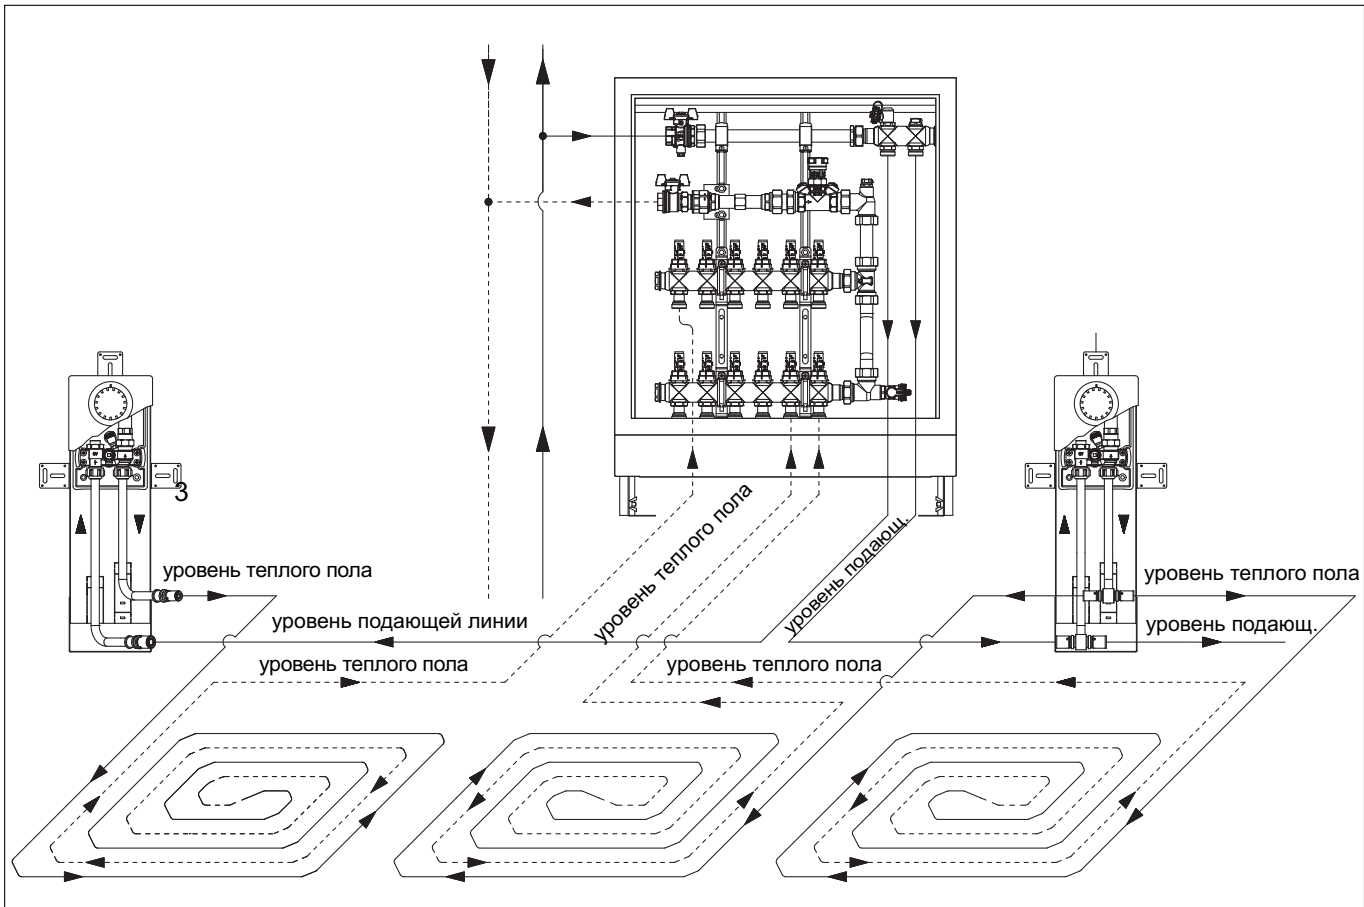 3
уровень теплого пола
уровень подающей линии
уровень теплого пола
уровень теплого пола
уровень подающ.
уровень теплого пола
уровень теплого пола
уровень подающ.